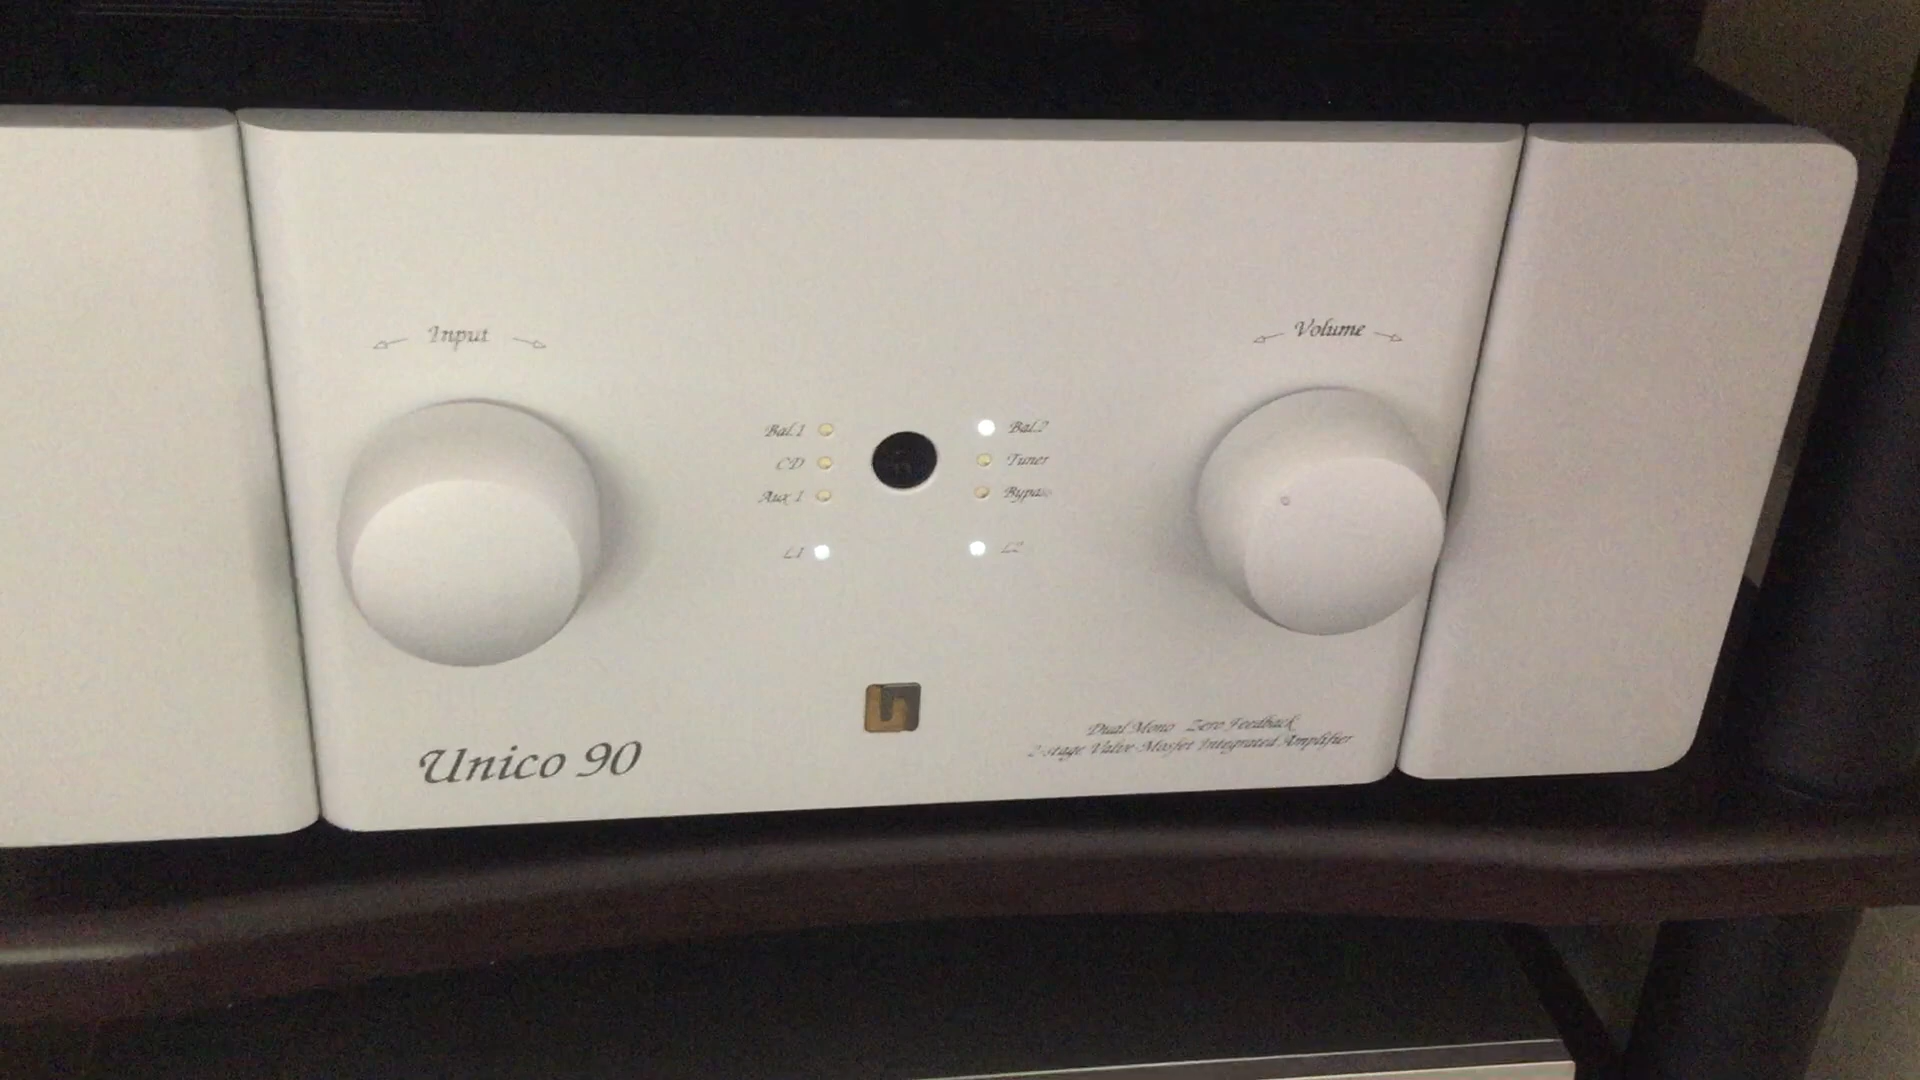 Input
Volume
Bal.1
Bal.2
CD
Tuner
Aux 1
Bypass
L1
L2
Dual Mono Zero Feedback
2-stage Valve-Mosfet Integrated Amplifier
Unico 90